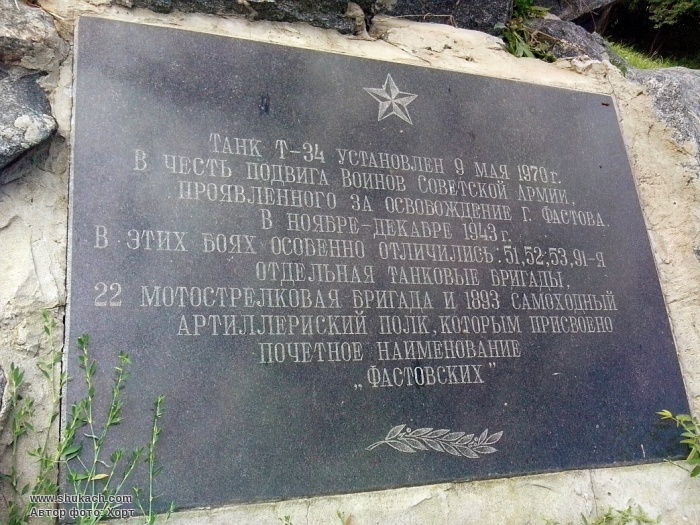 ТАНК Т-34 УСТАНОВЛЕН 9 МАЯ 1970 г.
В ЧЕСТЬ ПОДВИГА ВОИНОВ СОВЕТСКОЙ АРМИИ,
ПРОЯВЛЕННОГО ЗА ОСВОБОЖДЕНИЕ Г. ФАСТОВА.
В НОЯБРЕ-ДЕКАБРЕ 1943 г.
В ЭТИХ БОЯХ ОСОБЕННО ОТЛИЧИЛИСЬ: 51, 52, 53, 91-Я
ОТДЕЛЬНАЯ ТАНКОВЫЕ БРИГАДЫ,
22 МОТОСТРЕЛКОВАЯ БРИГАДА И 1893 САМОХОДНЫЙ
АРТИЛЛЕРИСКИЙ ПОЛК, КОТОРЫМ ПРИСВОЕНО
ПОЧЕТНОЕ НАИМЕНОВАНИЕ
„ФАСТОВСКИХ"
www.shukach.com
Автор фото: Хорт